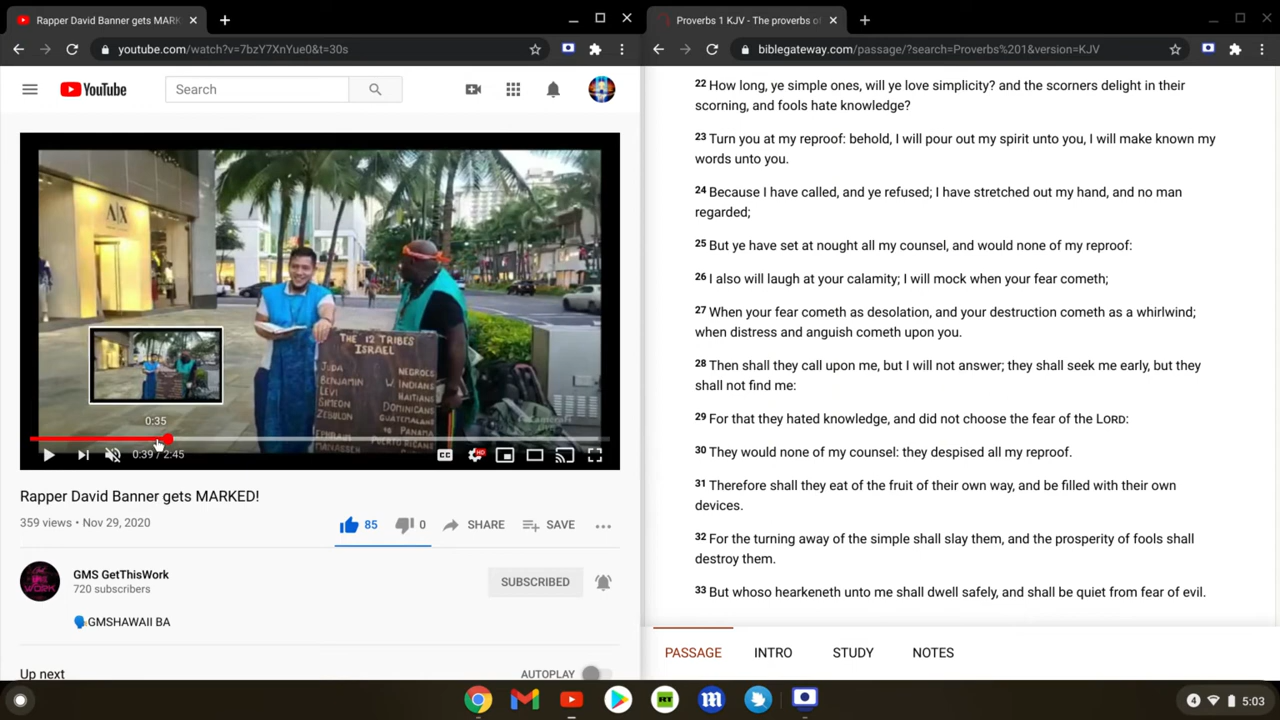 Rapper David Banner gets MARK
Proverbs 1 KJV - The proverbs of
youtube.com/watch?v=7bzY7XnYue0&t=30s
biblegateway.com/passage/?search=Proverbs%201&version=KJV
YouTube
Search
A|X
THE 12 TRIBES
ISRAEL
JUDA NEGROES
BENJAMIN W INDIANS
LEVI HAITIANS
SIMEON DOMINICANS
ZEBULON GUATEMALANS
EPHRAIM PANAMA
MANASSEH PUERTO RICANS
0:35
0:39 / 2:45
CC
HD
Rapper David Banner gets MARKED!
359 views • Nov 29, 2020
85
0
SHARE
SAVE
GMS GetThisWork
720 subscribers
SUBSCRIBED
GMSHAWAII BA
Up next
AUTOPLAY
22 How long, ye simple ones, will ye love simplicity? and the scorners delight in their
scorning, and fools hate knowledge?
23 Turn you at my reproof: behold, I will pour out my spirit unto you, I will make known my
words unto you.
24 Because I have called, and ye refused; I have stretched out my hand, and no man
regarded;
25 But ye have set at nought all my counsel, and would none of my reproof:
26 I also will laugh at your calamity; I will mock when your fear cometh;
27 When your fear cometh as desolation, and your destruction cometh as a whirlwind;
when distress and anguish cometh upon you.
28 Then shall they call upon me, but I will not answer; they shall seek me early, but they
shall not find me:
29 For that they hated knowledge, and did not choose the fear of the LORD:
30 They would none of my counsel: they despised all my reproof.
31 Therefore shall they eat of the fruit of their own way, and be filled with their own
devices.
32 For the turning away of the simple shall slay them, and the prosperity of fools shall
destroy them.
33 But whoso hearkeneth unto me shall dwell safely, and shall be quiet from fear of evil.
PASSAGE
INTRO
STUDY
NOTES
RT
4
5:03